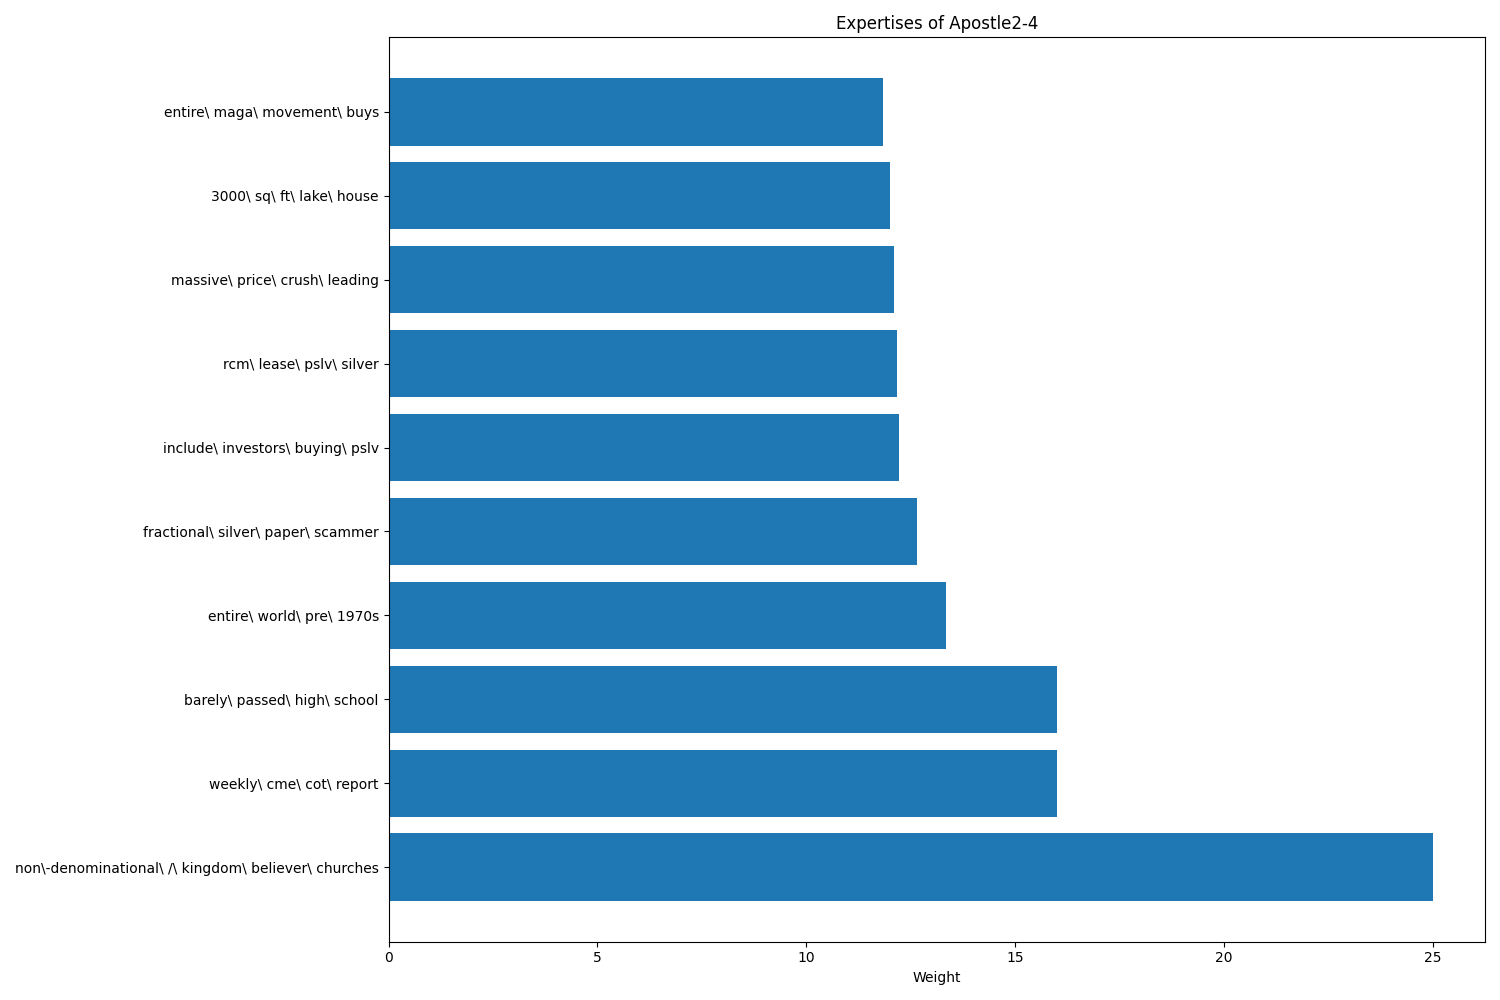 Expertises of Apostle2-4
entire\ maga\ movement\ buys
3000\ sq\ ft\ lake\ house
massive\ price\ crush\ leading
rcm\ lease\ pslv\ silver
include\ investors\ buying\ pslv
fractional\ silver\ paper\ scammer
entire\ world\ pre\ 1970s
barely\ passed\ high\ school
weekly\ cme\ cot\ report
non\-denominational\ /\ kingdom\ believer\ churches
0 5 10 15 20 25
Weight